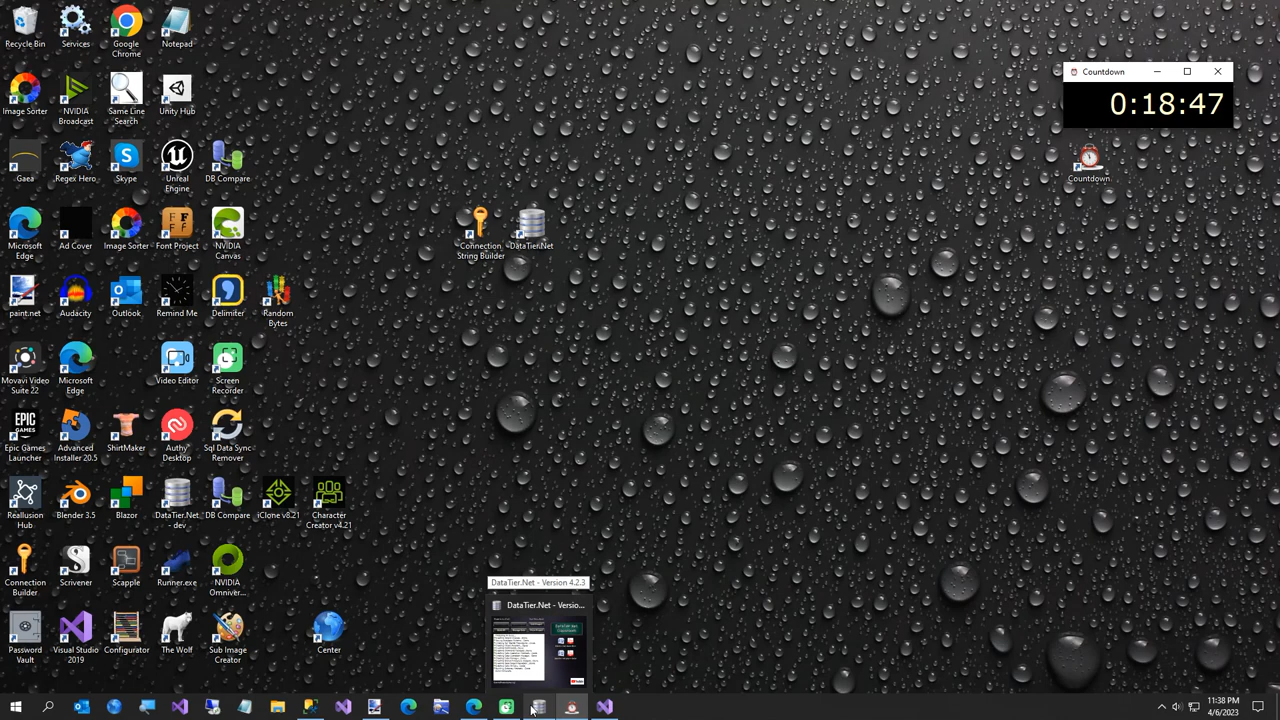 Recycle Bin
Services
Google
Chrome
Notepad
Image Sorter
NVIDIA
Broadcast
Same Line
Search
Unity Hub
Gaea
Regex Hero
Skype
Unreal
Engine
DB Compare
Microsoft
Edge
Ad Cover
Image Sorter
Font Project
NVIDIA
Canvas
paint.net
Audacity
Outlook
Remind Me
Delimiter
Random
Bytes
Movavi Video
Suite 22
Microsoft
Edge
Video Editor
Screen
Recorder
Epic Games
Launcher
Advanced
Installer 20.5
ShirtMaker
Authy
Desktop
Sql Data Sync
Remover
Reallusion
Hub
Blender 3.5
Blazor
DataTier.Net
- dev
DB Compare
iClone v8.21
Character
Creator v4.21
Connection
Builder
Scrivener
Scapple
Runner.exe
NVIDIA
Omniver...
Password
Vault
Visual Studio
2019
Configurator
The Wolf
Sub Image
Creator
Center
Connection
String Builder
DataTier.Net
Countdown
0:18:47
Countdown
DataTier.Net - Version 4.2.3
DataTier.Net - Versio...
11:38 PM
4/6/2023